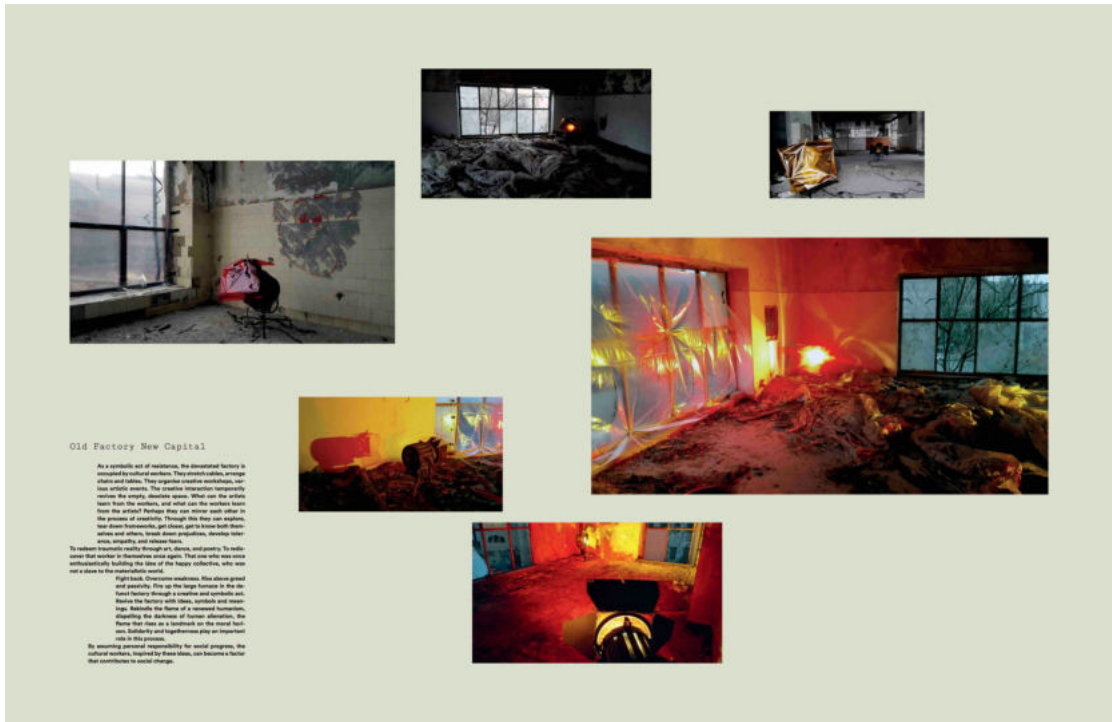 Old Factory New Capital
As a symbolic act of resistance, the devastated factory is
occupied by cultural workers. They stretch cables, arrange
chairs and tables. They organise creative workshops, var-
ious artistic events. The creative interaction temporarily
revives the empty, desolate space. What can the artists
learn from the workers, and what can the workers learn
from the artists? Perhaps they can mirror each other in
the process of creativity. Through this they can explore,
tear down frameworks, get closer, get to know both them-
selves and others, break down prejudices, develop toler-
ance, empathy, and release fears.
To redeem traumatic reality through art, dance, and poetry. To redis-
cover that worker in themselves once again. That one who was once
enthusiastically building the idea of the happy collective, who was
not a slave to the materialistic world.
Fight back. Overcome weakness. Rise above greed
and passivity. Fire up the large furnace in the de-
funct factory through a creative and symbolic act.
Revive the factory with ideas, symbols and mean-
ings. Rekindle the flame of a renewed humanism,
dispelling the darkness of human alienation, the
flame that rises as a landmark on the moral hori-
zon. Solidarity and togetherness play an important
role in this process.
By assuming personal responsibility for social progress, the
cultural workers, inspired by these ideas, can become a factor
that contributes to social change.